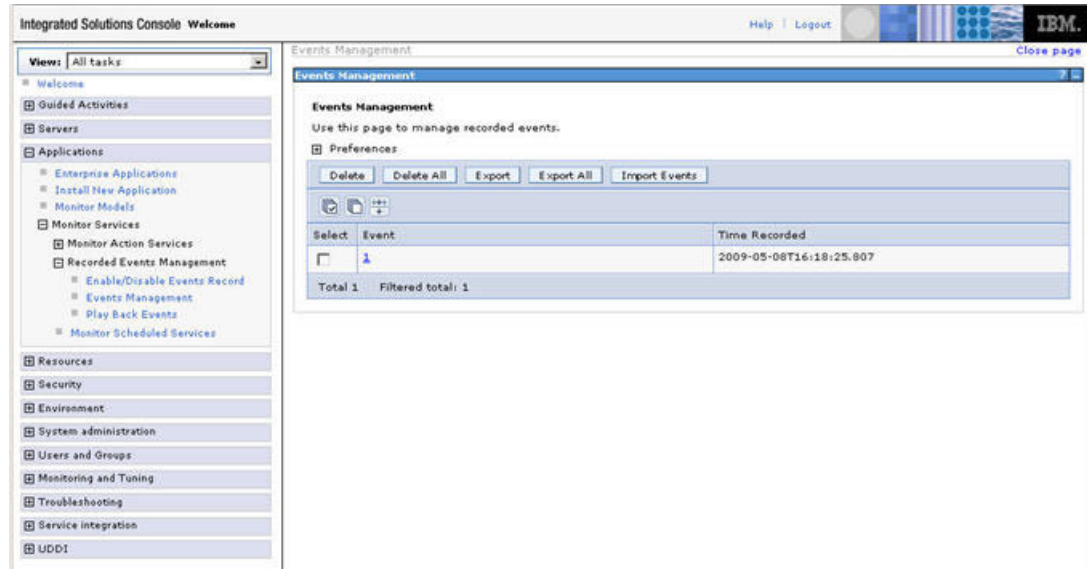 Integrated Solutions Console Welcome
Help | Logout
IBM.
View: All tasks
Welcome
Guided Activities
Servers
Applications
Enterprise Applications
Install New Application
Monitor Models
Monitor Services
Monitor Action Services
Recorded Events Management
Enable/Disable Events Record
Events Management
Play Back Events
Monitor Scheduled Services
Resources
Security
Environment
System administration
Users and Groups
Monitoring and Tuning
Troubleshooting
Service integration
UDDI
Events Management
Close page
Events Management ? -
Events Management
Use this page to manage recorded events.
Preferences
Delete Delete All Export Export All Import Events
Select Event Time Recorded
1 2009-05-08T16:18:25.807
Total 1 Filtered total: 1